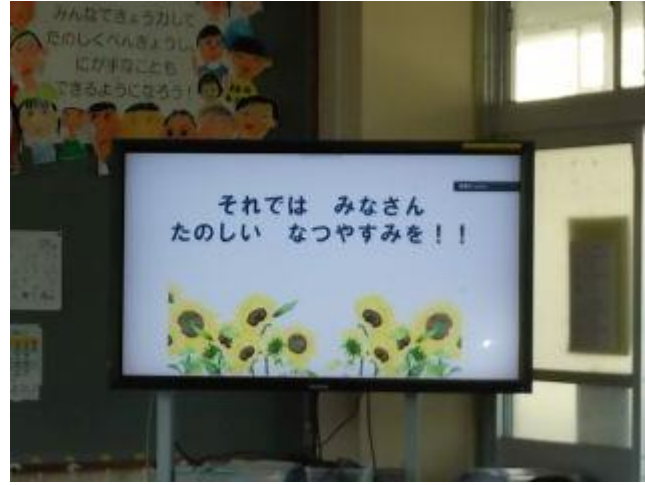 みんなできょう力して
たのしくべんきょうし、
にが手なことも
できるようになろう！
それでは　みなさん
たのしい　なつやすみを！！